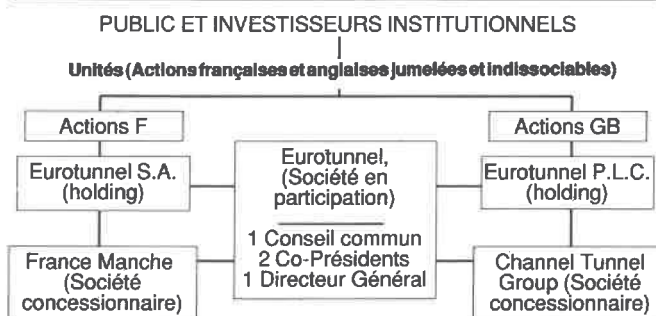 PUBLIC ET INVESTISSEURS INSTITUTIONNELS
Unités (Actions françaises et anglaises jumelées et indissociables)
Actions F
Actions GB
Eurotunnel S.A.
(holding)
Eurotunnel,
(Société en
participation)
1 Conseil commun
2 Co-Présidents
1 Directeur Général
Eurotunnel P.L.C.
(holding)
France Manche
(Société
concessionnaire)
Channel Tunnel
Group (Société
concessionnaire)